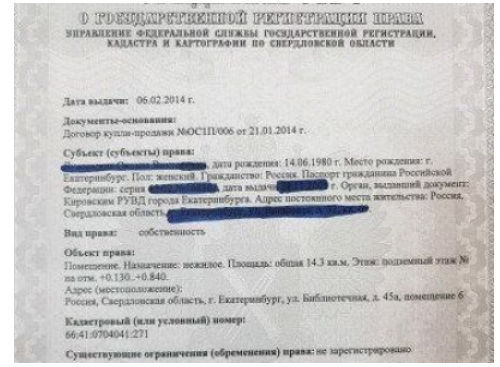 О ГОСУДАРСТВЕННОЙ РЕГИСТРАЦИИ ПРАВА
УПРАВЛЕНИЕ ФЕДЕРАЛЬНОЙ СЛУЖБЫ ГОСУДАРСТВЕННОЙ РЕГИСТРАЦИИ,
КАДАСТРА И КАРТОГРАФИИ ПО СВЕРДЛОВСКОЙ ОБЛАСТИ
Дата выдачи: 06.02.2014 г.
Документы-основания:
Договор купли-продажи №ОС1П/006 от 21.01.2014 г.
Субъект (субъекты) права:
, дата рождения: 14.06.1980 г. Место рождения: г.
Екатеринбург. Пол: женский. Гражданство: Россия. Паспорт гражданина Российской
Федерации: серия дата выдачи г. Орган, выдавший документ:
Кировским РУВД города Екатеринбурга. Адрес постоянного места жительства: Россия,
Свердловская область,
Вид права: собственность
Объект права:
Помещение. Назначение: нежилое. Площадь: общая 14.3 кв.м. Этаж: подземный этаж №
на отм. +0.130..+0.840.
Адрес (местоположение):
Россия, Свердловская область, г. Екатеринбург, ул. Библиотечная, д. 45а, помещение 6
Кадастровый (или условный) номер:
66:41:0704041:271
Существующие ограничения (обременения) права: не зарегистрировано